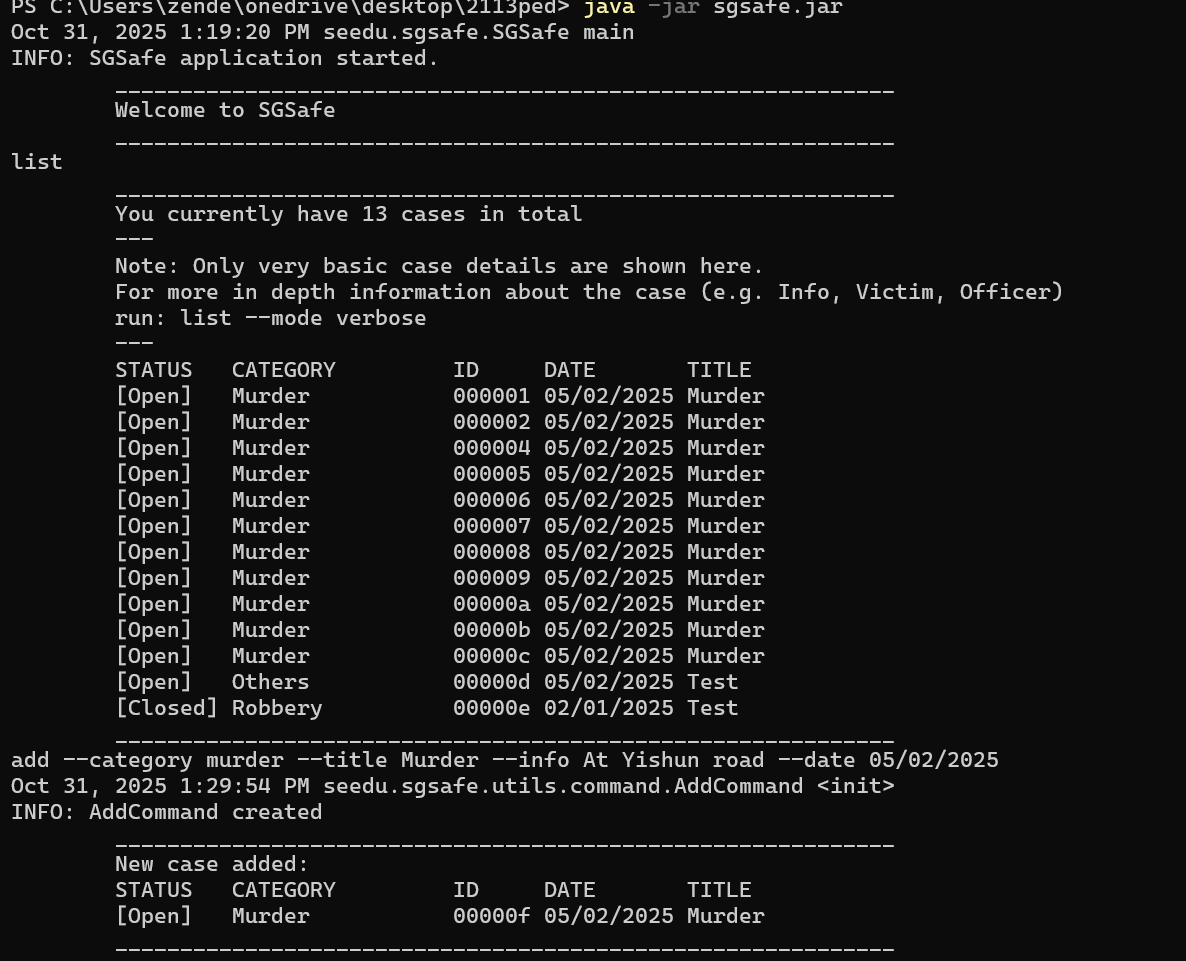 PS C:\Users\zende\onedrive\desktop\2113ped> java -jar sgsafe.jar
Oct 31, 2025 1:19:20 PM seedu.sgsafe.SGSafe main
INFO: SGSafe application started.
____________________________________________________________
Welcome to SGSafe
____________________________________________________________
list
____________________________________________________________
You currently have 13 cases in total
---
Note: Only very basic case details are shown here.
For more in depth information about the case (e.g. Info, Victim, Officer)
run: list --mode verbose
---
STATUS   CATEGORY         ID     DATE       TITLE
[Open]   Murder           000001 05/02/2025 Murder
[Open]   Murder           000002 05/02/2025 Murder
[Open]   Murder           000004 05/02/2025 Murder
[Open]   Murder           000005 05/02/2025 Murder
[Open]   Murder           000006 05/02/2025 Murder
[Open]   Murder           000007 05/02/2025 Murder
[Open]   Murder           000008 05/02/2025 Murder
[Open]   Murder           000009 05/02/2025 Murder
[Open]   Murder           00000a 05/02/2025 Murder
[Open]   Murder           00000b 05/02/2025 Murder
[Open]   Murder           00000c 05/02/2025 Murder
[Open]   Others           00000d 05/02/2025 Test
[Closed] Robbery          00000e 02/01/2025 Test
____________________________________________________________
add --category murder --title Murder --info At Yishun road --date 05/02/2025
Oct 31, 2025 1:29:54 PM seedu.sgsafe.utils.command.AddCommand <init>
INFO: AddCommand created
____________________________________________________________
New case added:
STATUS   CATEGORY         ID     DATE       TITLE
[Open]   Murder           00000f 05/02/2025 Murder
____________________________________________________________